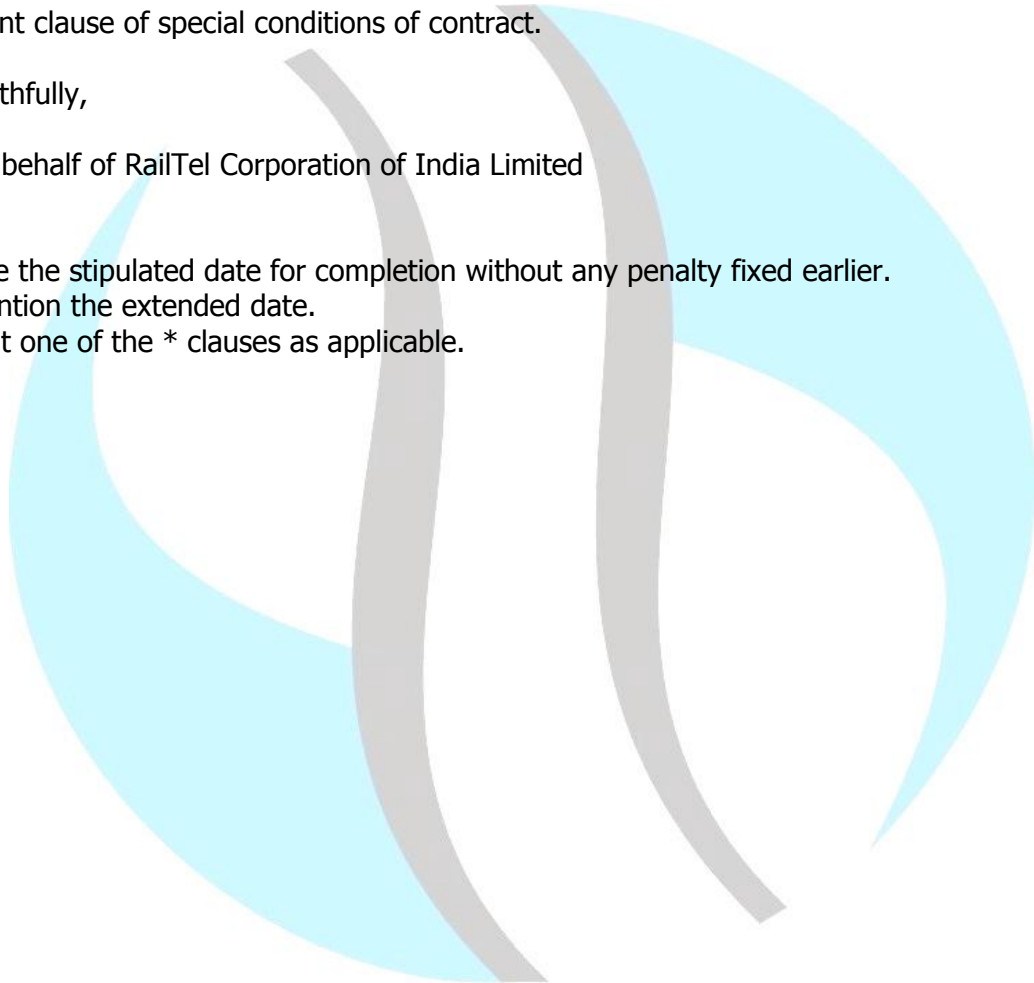 nt clause of special conditions of contract.
thfully,
behalf of RailTel Corporation of India Limited
e the stipulated date for completion without any penalty fixed earlier.
ntion the extended date.
t one of the * clauses as applicable.